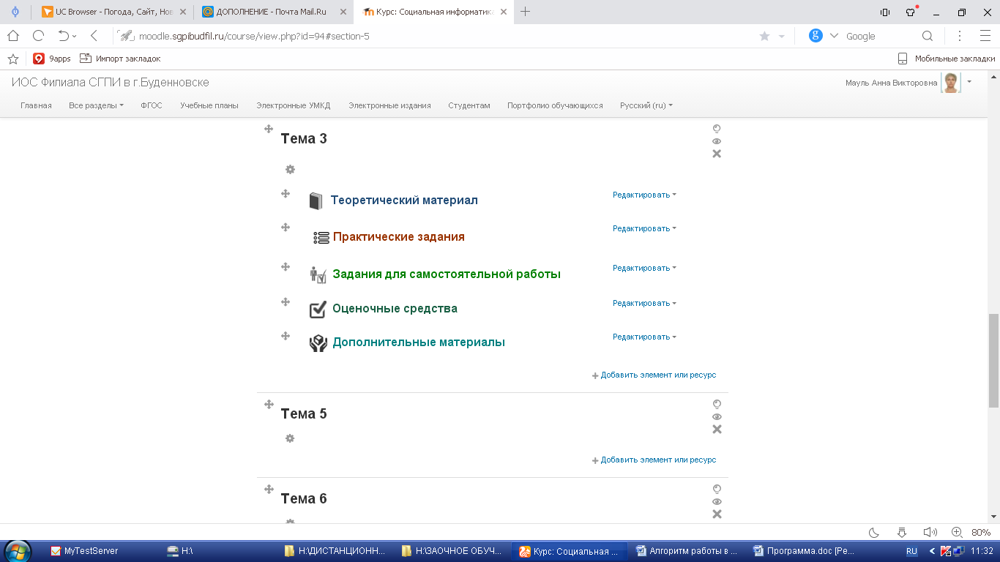 UC Browser - Погода, Сайт, Нов
ДОПОЛНЕНИЕ - Почта Mail.Ru
Курс: Социальная информатика
moodle.sgpibudfil.ru/course/view.php?id=94#section-5
Google
9apps
Импорт закладок
Мобильные закладки
ИОС Филиала СГПИ в г.Буденновске
Мауль Анна Викторовна
Главная Все разделы ФГОС Учебные планы Электронные УМКД Электронные издания Студентам Портфолио обучающихся Русский (ru)
Тема 3
Теоретический материал Редактировать
Практические задания Редактировать
Задания для самостоятельной работы Редактировать
Оценочные средства Редактировать
Дополнительные материалы Редактировать
Добавить элемент или ресурс
Тема 5
Добавить элемент или ресурс
Тема 6
80%
MyTestServer H:\ H:\ДИСТАНЦИОНН... H:\ЗАОЧНОЕ ОБУЧ... Курс: Социальная ... Алгоритм работы в ... Программа.doc [Ре... RU 11:32